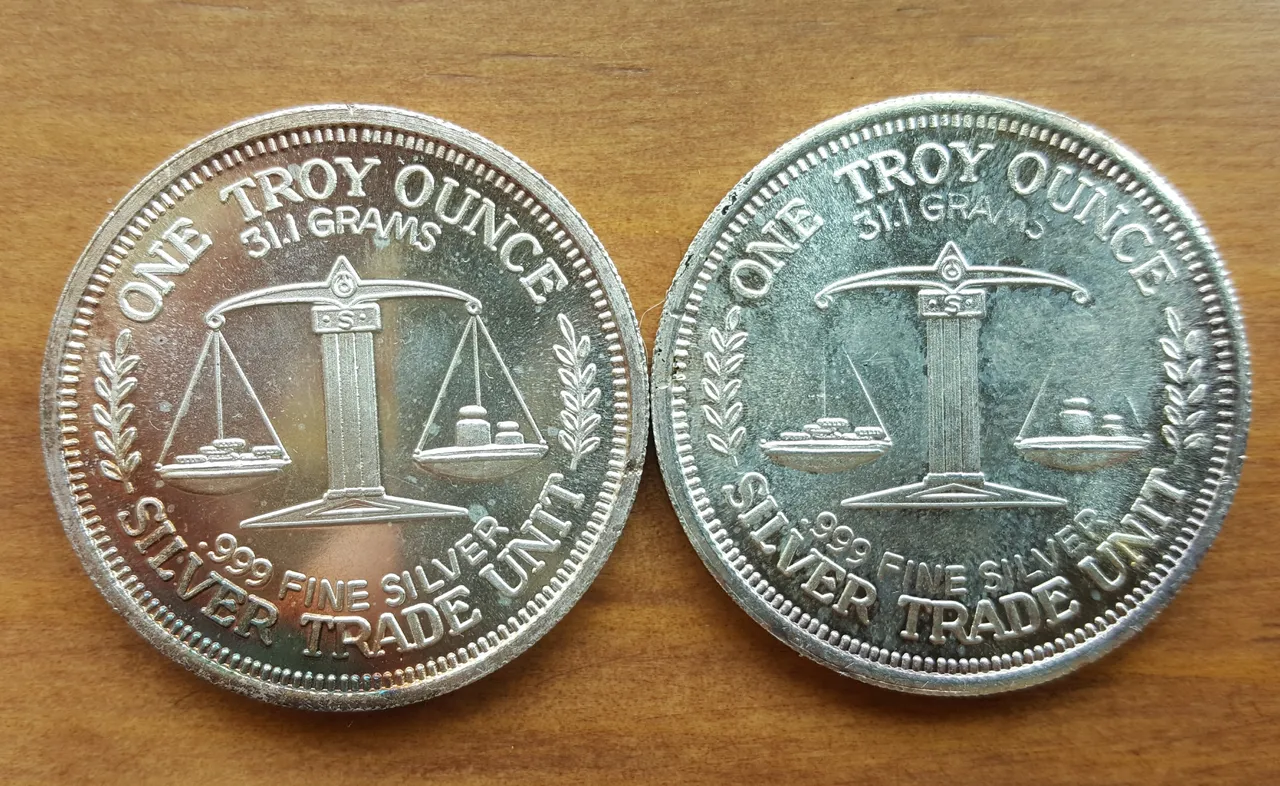 ONE TROY OUNCE
31.1 GRAMS
S
.999 FINE SILVER
SILVER TRADE UNIT
ONE TROY OUNCE
31.1 GRAMS
S
.999 FINE SILVER
SILVER TRADE UNIT